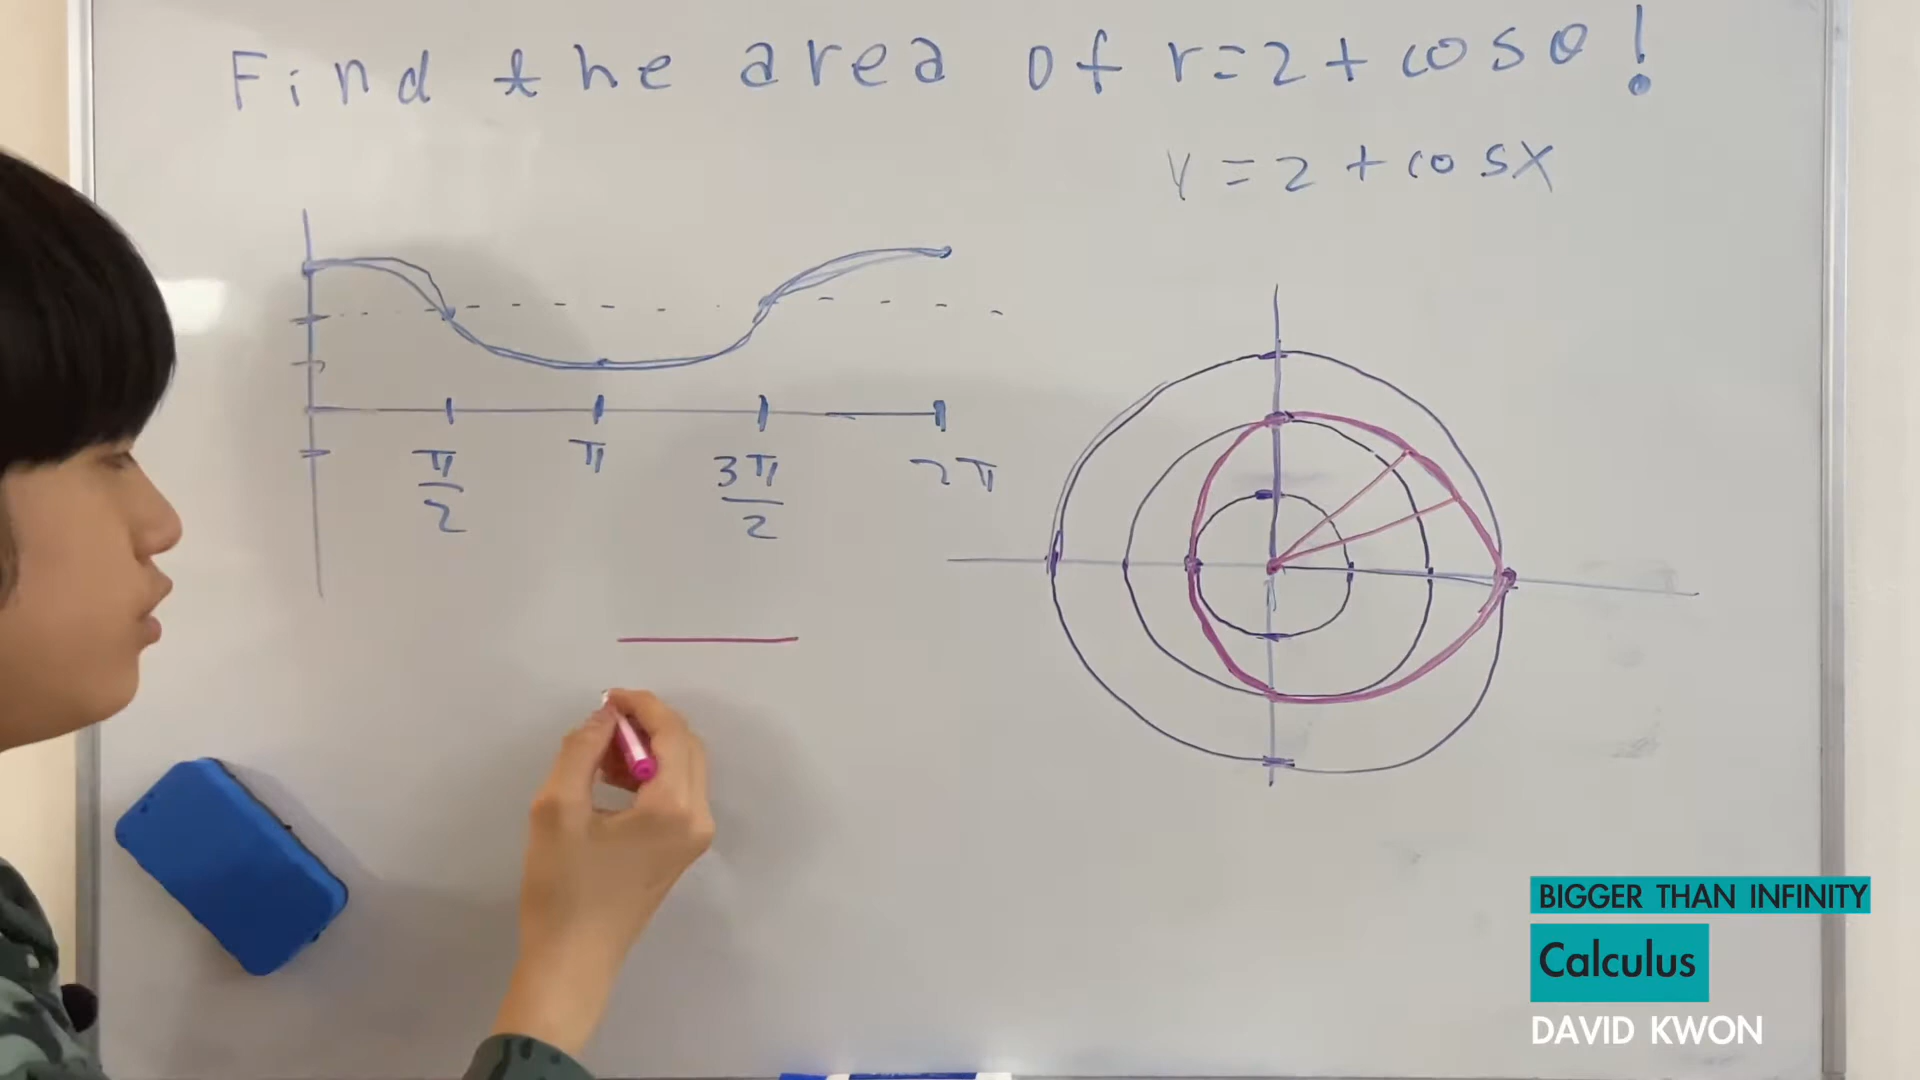 Find the area of r=2+cosθ!
y=2+cosx
π/2 π 3π/2 2π
BIGGER THAN INFINITY
Calculus
DAVID KWON